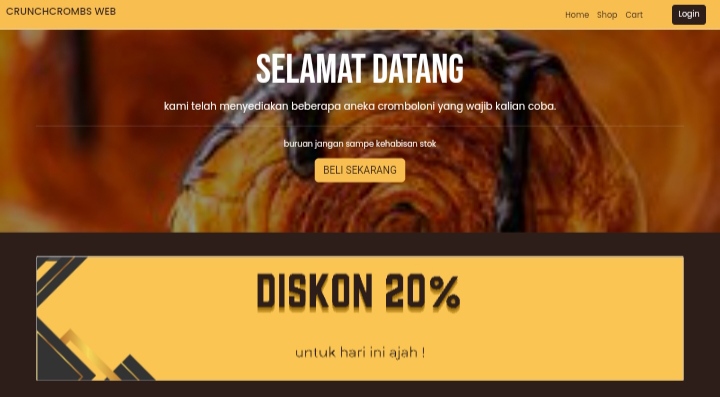 CRUNCHCROMBS WEB
Home Shop Cart Login
SELAMAT DATANG
kami telah menyediakan beberapa aneka cromboloni yang wajib kalian coba.
buruan jangan sampe kehabisan stok
BELI SEKARANG
DISKON 20%
untuk hari ini ajah !